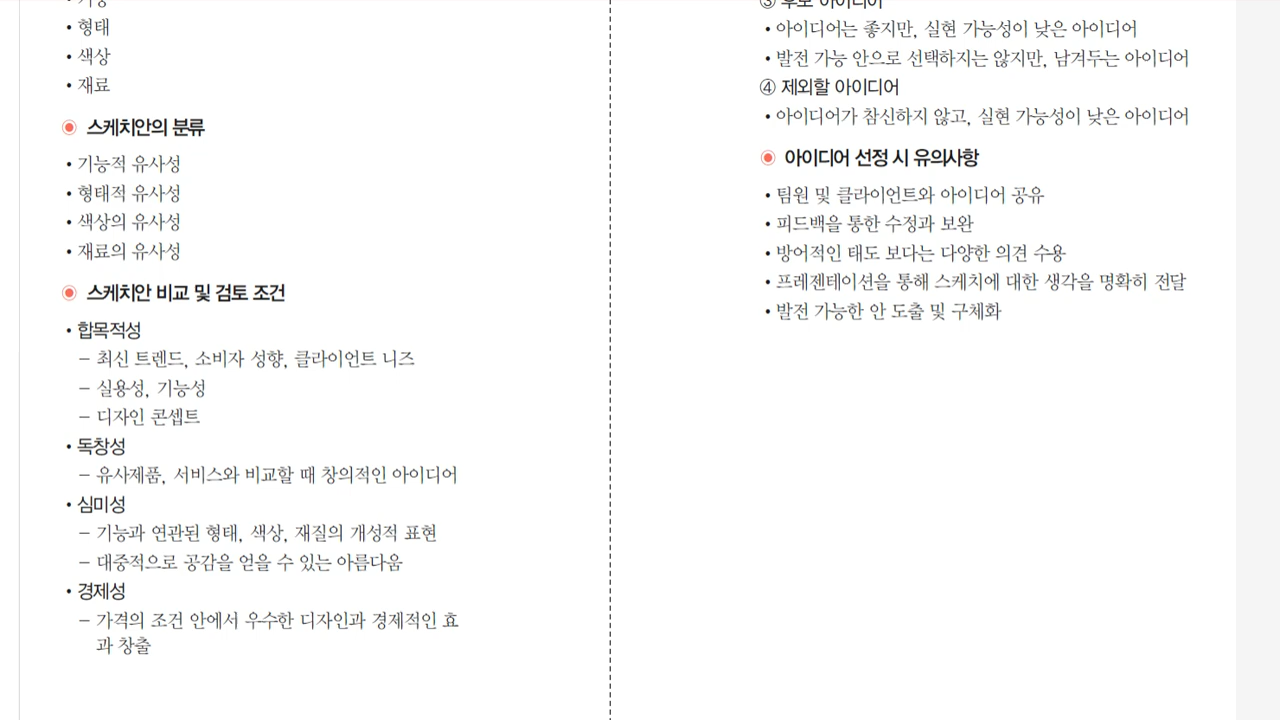 • 형태
• 색상
• 재료
스케치안의 분류
• 기능적 유사성
• 형태적 유사성
• 색상의 유사성
• 재료의 유사성
스케치안 비교 및 검토 조건
• 합목적성
– 최신 트렌드, 소비자 성향, 클라이언트 니즈
– 실용성, 기능성
– 디자인 콘셉트
• 독창성
– 유사제품, 서비스와 비교할 때 창의적인 아이디어
• 심미성
– 기능과 연관된 형태, 색상, 재질의 개성적 표현
– 대중적으로 공감을 얻을 수 있는 아름다움
• 경제성
– 가격의 조건 안에서 우수한 디자인과 경제적인 효
과 창출
③ 후보 아이디어
• 아이디어는 좋지만, 실현 가능성이 낮은 아이디어
• 발전 가능 안으로 선택하지는 않지만, 남겨두는 아이디어
④ 제외할 아이디어
• 아이디어가 참신하지 않고, 실현 가능성이 낮은 아이디어
아이디어 선정 시 유의사항
• 팀원 및 클라이언트와 아이디어 공유
• 피드백을 통한 수정과 보완
• 방어적인 태도 보다는 다양한 의견 수용
• 프레젠테이션을 통해 스케치에 대한 생각을 명확히 전달
• 발전 가능한 안 도출 및 구체화